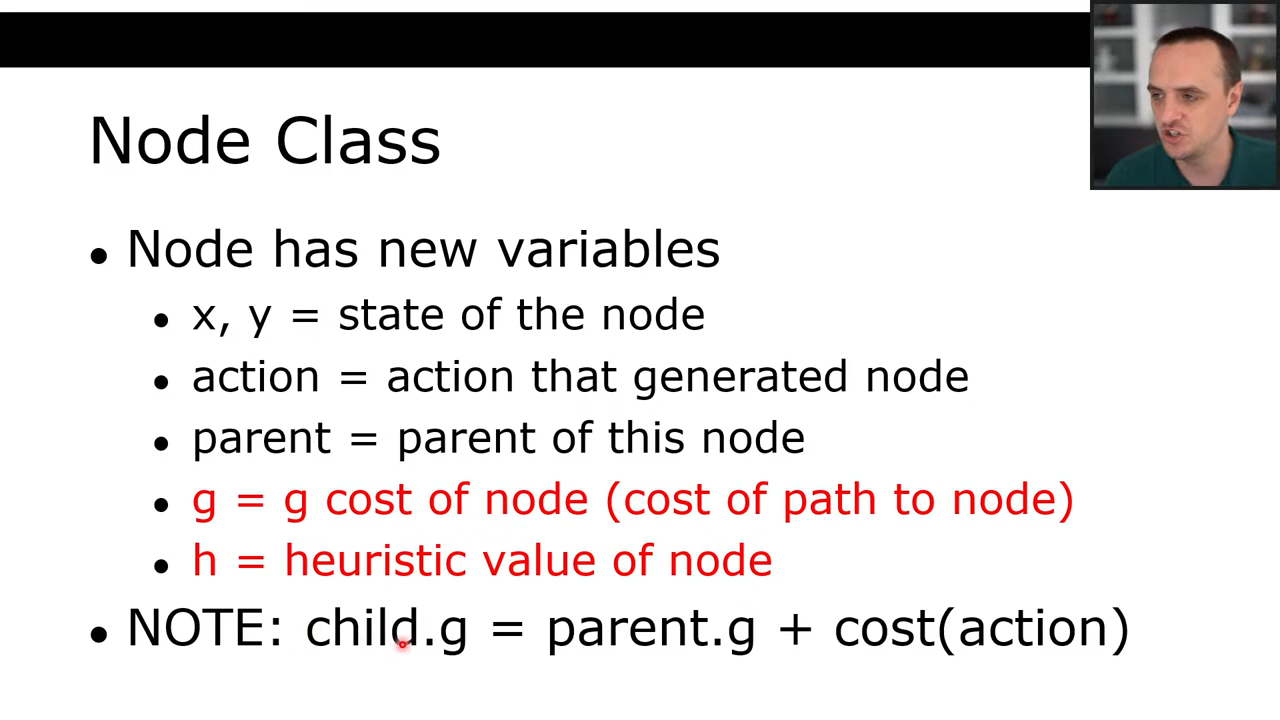 Node Class
• Node has new variables
• x, y = state of the node
• action = action that generated node
• parent = parent of this node
• g = g cost of node (cost of path to node)
• h = heuristic value of node
• NOTE: child.g = parent.g + cost(action)